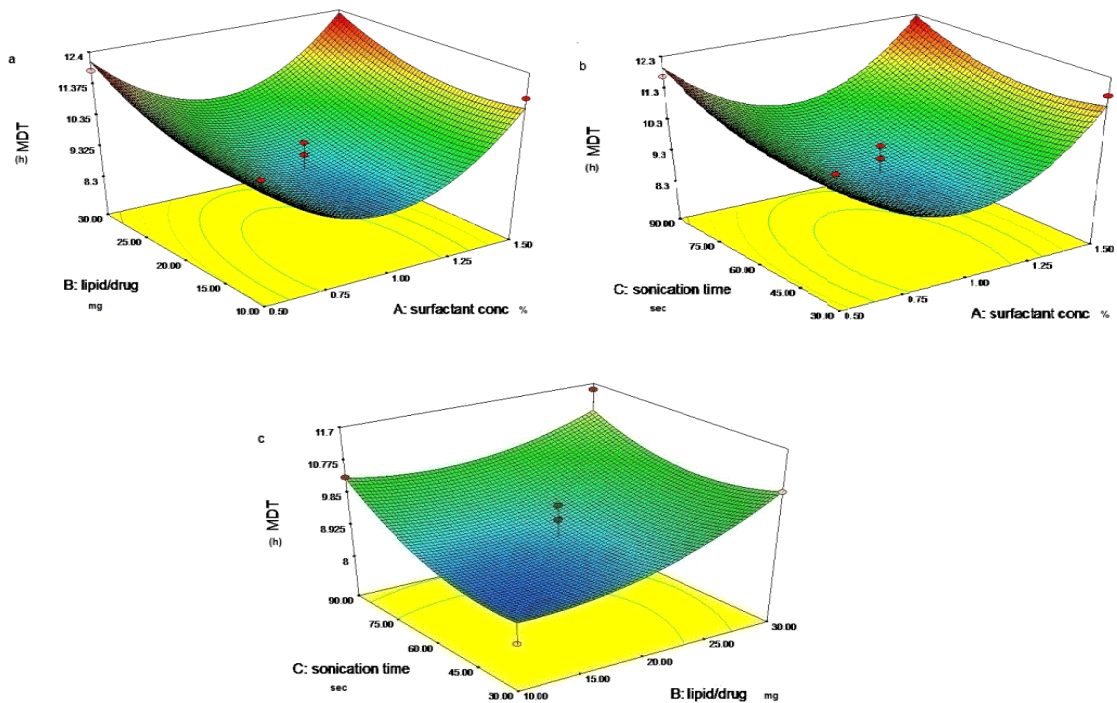 a
12.4
11.375
10.35
9.325
8.3
MDT
(h)
30.00
25.00
20.00
15.00
10.00
B: lipid/drug
mg
0.50
0.75
1.00
1.25
1.50
A: surfactant conc %
b
12.3
11.3
10.3
9.3
8.3
MDT
(h)
90.00
75.00
60.00
45.00
30.00
C: sonication time
sec
0.50
0.75
1.00
1.25
1.50
A: surfactant conc %
c
11.7
10.775
9.85
8.925
8
MDT
(h)
90.00
75.00
60.00
45.00
30.00
C: sonication time
sec
10.00
15.00
20.00
25.00
30.00
B: lipid/drug mg